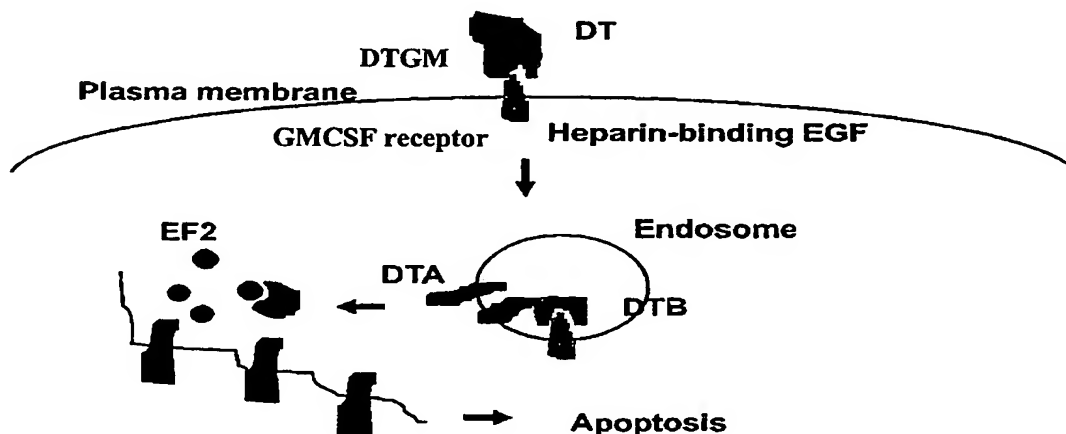 DT
DTGM
Plasma membrane
GMCSF receptor
Heparin-binding EGF
Endosome
EF2
DTA
DTB
Apoptosis